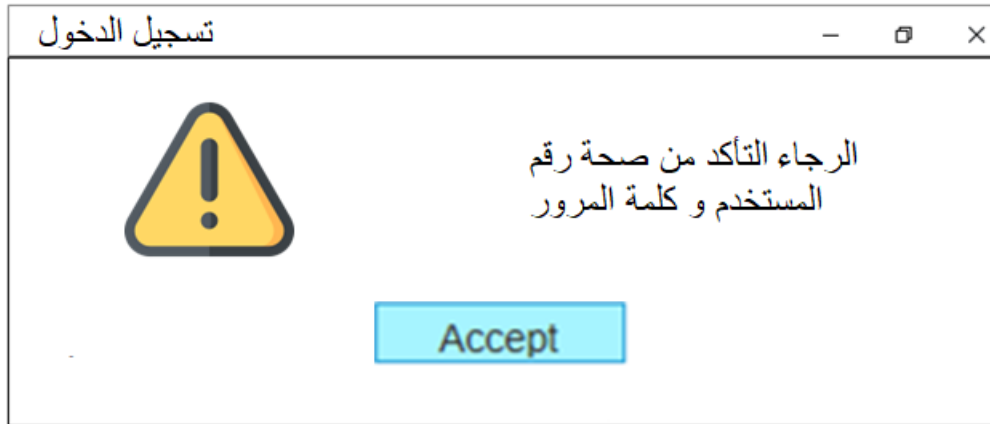 تسجيل الدخول
الرجاء التأكد من صحة رقم
المستخدم و كلمة المرور
Accept